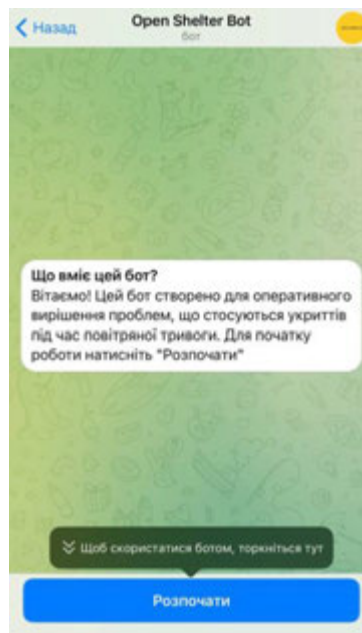 Назад
Open Shelter Bot
бот
Що вміє цей бот?
Вітаємо! Цей бот створено для оперативного
вирішення проблем, що стосуються укриттів
під час повітряної тривоги. Для початку
роботи натисніть "Розпочати"
Щоб скористатися ботом, торкніться тут
Розпочати